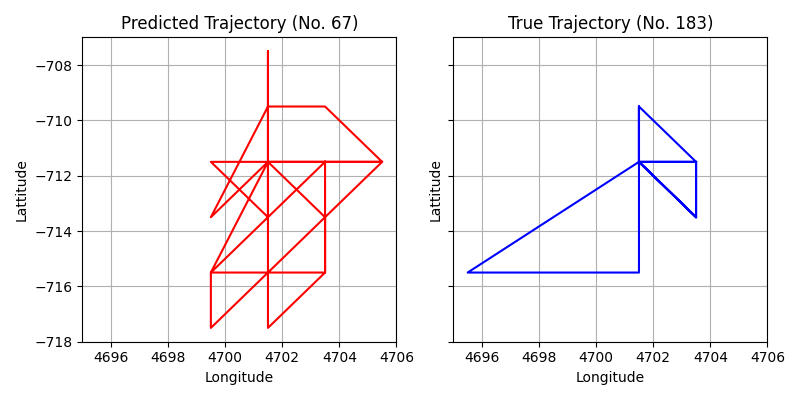 Predicted Trajectory (No. 67)
True Trajectory (No. 183)
Lattitude
−708
−710
−712
−714
−716
−718
4696 4698 4700 4702 4704 4706
Longitude
Lattitude
4696 4698 4700 4702 4704 4706
Longitude